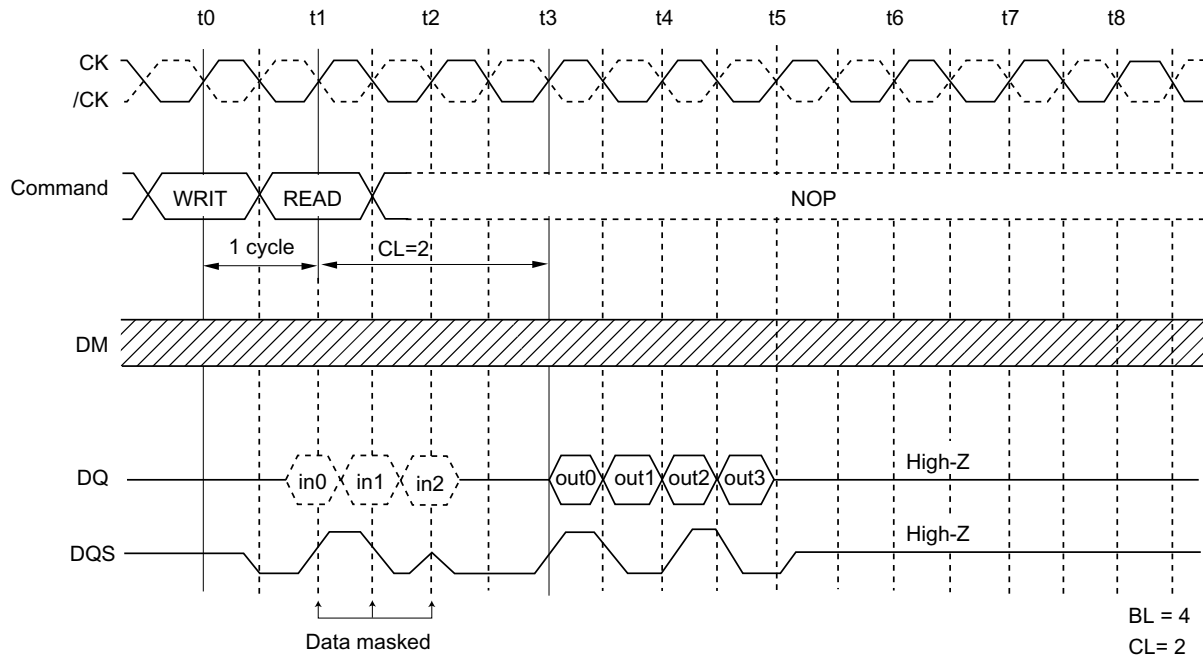 t0 t1 t2 t3 t4 t5 t6 t7 t8
CK
/CK
Command WRIT READ NOP
1 cycle CL=2
DM
DQ in0 in1 in2 out0 out1 out2 out3 High-Z
DQS High-Z
Data masked
BL = 4
CL= 2